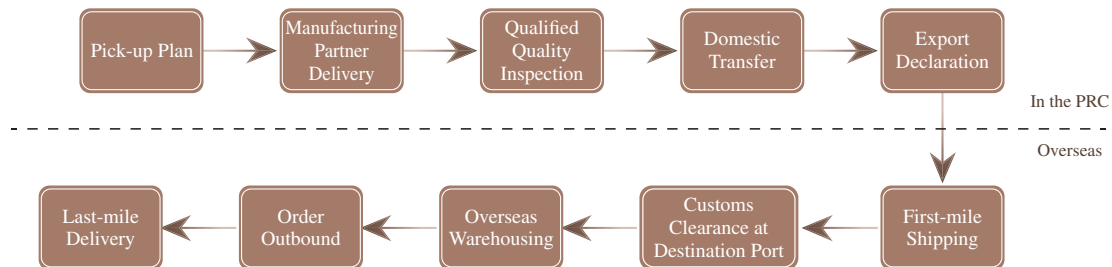 Pick-up Plan
Manufacturing
Partner
Delivery
Qualified
Quality
Inspection
Domestic
Transfer
Export
Declaration
In the PRC
Overseas
Last-mile
Delivery
Order
Outbound
Overseas
Warehousing
Customs
Clearance at
Destination Port
First-mile
Shipping